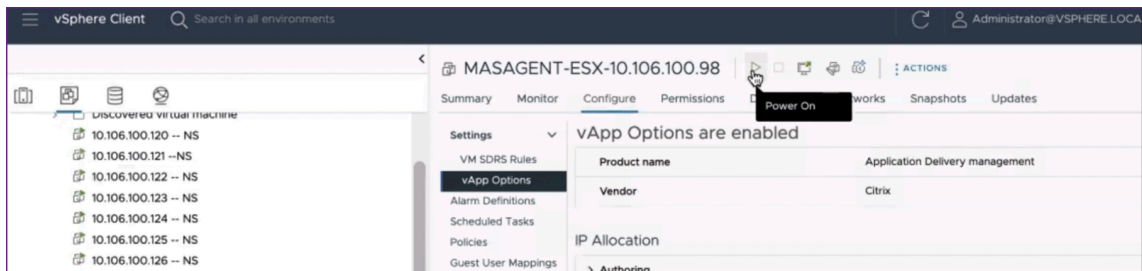 vSphere Client
Search in all environments
Administrator@VSPHERE.LOCA
MASAGENT-ESX-10.106.100.98
ACTIONS
Summary Monitor Configure Permissions D Power On works Snapshots Updates
Discovered virtual machine
10.106.100.120 -- NS
10.106.100.121 --NS
10.106.100.122 -- NS
10.106.100.123 -- NS
10.106.100.124 -- NS
10.106.100.125 -- NS
10.106.100.126 -- NS
Settings
VM SDRS Rules
vApp Options
Alarm Definitions
Scheduled Tasks
Policies
Guest User Mappings
vApp Options are enabled
Product name Application Delivery management
Vendor Citrix
IP Allocation
Authoring